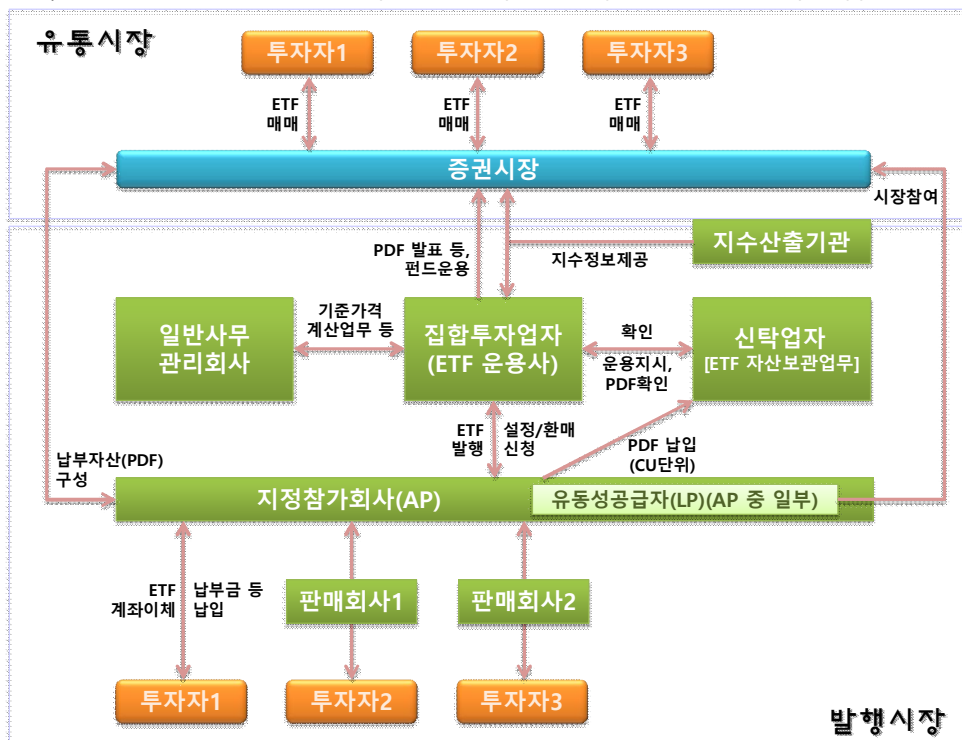 유통시장
투자자1
투자자2
투자자3
ETF
매매
ETF
매매
ETF
매매
증권시장
시장참여
PDF 발표 등,
펀드운용
지수정보제공
지수산출기관
일반사무
관리회사
기준가격
계산업무 등
집합투자업자
(ETF 운용사)
확인
운용지시,
PDF확인
신탁업자
[ETF 자산보관업무]
납부자산(PDF)
구성
ETF
발행
설정/환매
신청
PDF 납입
(CU단위)
지정참가회사(AP)
유동성공급자(LP)(AP 중 일부)
ETF
계좌이체
납부금 등
납입
판매회사1
판매회사2
투자자1
투자자2
투자자3
발행시장